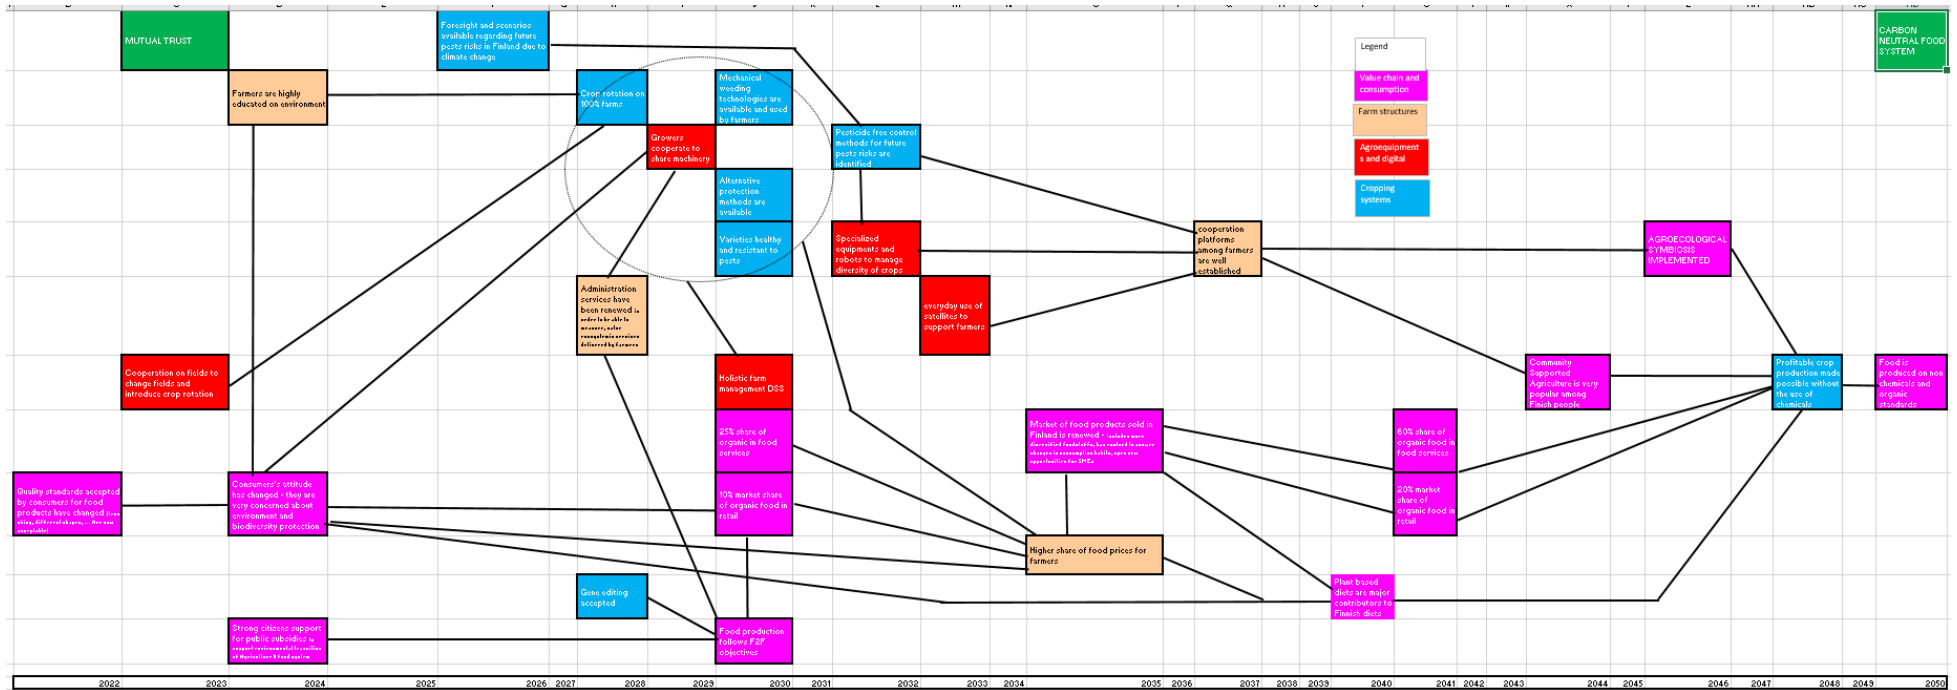 MUTUAL TRUST
Foresight and scenarios
available regarding future
pests risks in Finland due to
climate change
CARBON
NEUTRAL FOOD
SYSTEM
Legend
Value chain and
consumption
Farm structures
Agroequipment
s and digital
Cropping
systems
Farmers are highly
educated on environment
Crop rotation on
100% farms
Mechanical
weeding
technologies are
available and used
by farmers
Growers
cooperate to
share machinery
Pesticide free control
methods for future
pests risks are
identified
Alternative
protection
methods are
available
Varieties healthy
and resistant to
pests
Specialized
equipments and
robots to manage
diversity of crops
cooperation
platforms
among farmers
are well
established
AGROECOLOGICAL
SYMBIOSIS
IMPLEMENTED
Administration
services have
been renewed
delivered by farmers
everyday use of
satellites to
support farmers
Cooperation on fields to
change fields and
introduce crop rotation
Holistic farm
management DSS
Community
Supported
Agriculture is very
popular among
Finish people
Profitable crop
production made
possible without
the use of
chemicals
Food is
produced on non
chemicals and
organic
standards
25% share of
organic in food
services
Market of food products sold in
Finland is renewed -
opportunities for SMEs
60% share of
organic food in
food services
Quality standards accepted
by consumers for food
products have changed
Consumers's attitude
has changed - they are
very concerned about
environment and
biodiversity protection
10% market share
of organic food in
retail
20% market
share of
organic food in
retail
Higher share of food prices for
farmers
Gene editing
accepted
Plant based
diets are major
contributors to
Finnish diets
Strong citizens support
for public subsidies
Food production
follows F2F
objectives
2022 2023 2024 2025 2026 2027 2028 2029 2030 2031 2032 2033 2034 2035 2036 2037 2038 2039 2040 2041 2042 2043 2044 2045 2046 2047 2048 2049 2050